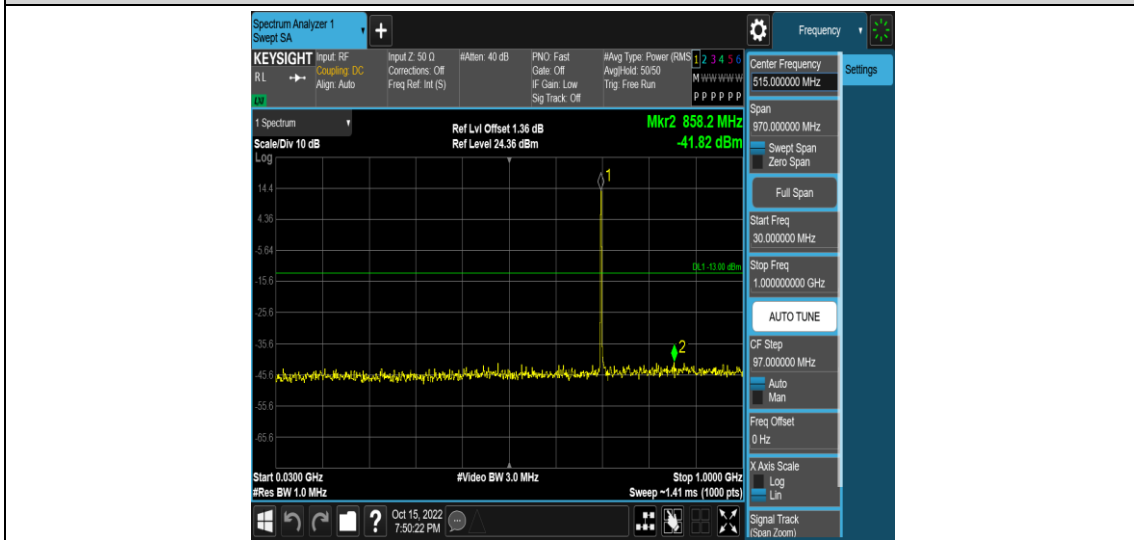 Spectrum Analyzer 1
Swept SA
+
Frequency
KEYSIGHT
RL
LXI
Input: RF
Coupling: DC
Align: Auto
Input Z: 50 Ω
Corrections: Off
Freq Ref: Int (S)
#Atten: 40 dB
PNO: Fast
Gate: Off
IF Gain: Low
Sig Track: Off
#Avg Type: Power (RMS
Avg|Hold: 50/50
Trig: Free Run
1 2 3 4 5 6
M W W W W W
P P P P P P
1 Spectrum
Scale/Div 10 dB
Log
Ref Lvl Offset 1.36 dB
Ref Level 24.36 dBm
Mkr2 858.2 MHz
-41.82 dBm
1
14.4
4.36
-5.64
DL1 -13.00 dBm
-15.6
-25.6
-35.6
2
-45.6
-55.6
-65.6
Start 0.0300 GHz
#Res BW 1.0 MHz
#Video BW 3.0 MHz
Stop 1.0000 GHz
Sweep ~1.41 ms (1000 pts)
Center Frequency
515.000000 MHz
Settings
Span
970.000000 MHz
Swept Span
Zero Span
Full Span
Start Freq
30.000000 MHz
Stop Freq
1.000000000 GHz
AUTO TUNE
CF Step
97.000000 MHz
Auto
Man
Freq Offset
0 Hz
X Axis Scale
Log
Lin
Signal Track
(Span Zoom)
?
Oct 15, 2022
7:50:22 PM